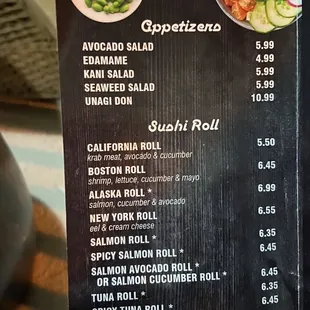 Appetizers
AVOCADO SALAD 5.99
EDAMAME 4.99
KANI SALAD 5.99
SEAWEED SALAD 5.99
UNAGI DON 10.99
Sushi Roll
CALIFORNIA ROLL 5.50
krab meat, avocado & cucumber
BOSTON ROLL 6.45
shrimp, lettuce, cucumber & mayo
ALASKA ROLL * 6.99
salmon, cucumber & avocado
NEW YORK ROLL 6.55
eel & cream cheese
SALMON ROLL * 6.35
SPICY SALMON ROLL * 6.45
SALMON AVOCADO ROLL * 6.45
OR SALMON CUCUMBER ROLL *
TUNA ROLL * 6.35
SPICY TUNA ROLL * 6.45